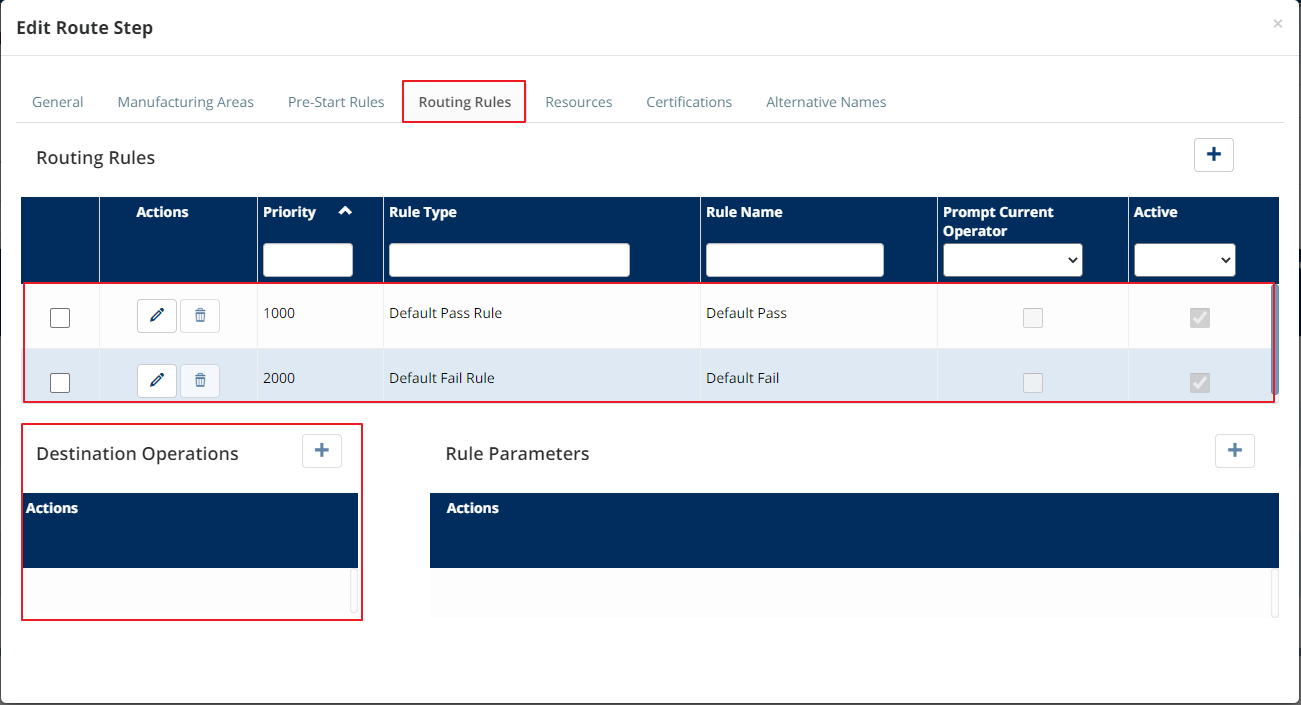 Edit Route Step ×
General Manufacturing Areas Pre-Start Rules Routing Rules Resources Certifications Alternative Names
Routing Rules
Actions Priority Rule Type Rule Name Prompt Current Operator Active
1000 Default Pass Rule Default Pass
2000 Default Fail Rule Default Fail
Destination Operations Rule Parameters
Actions Actions